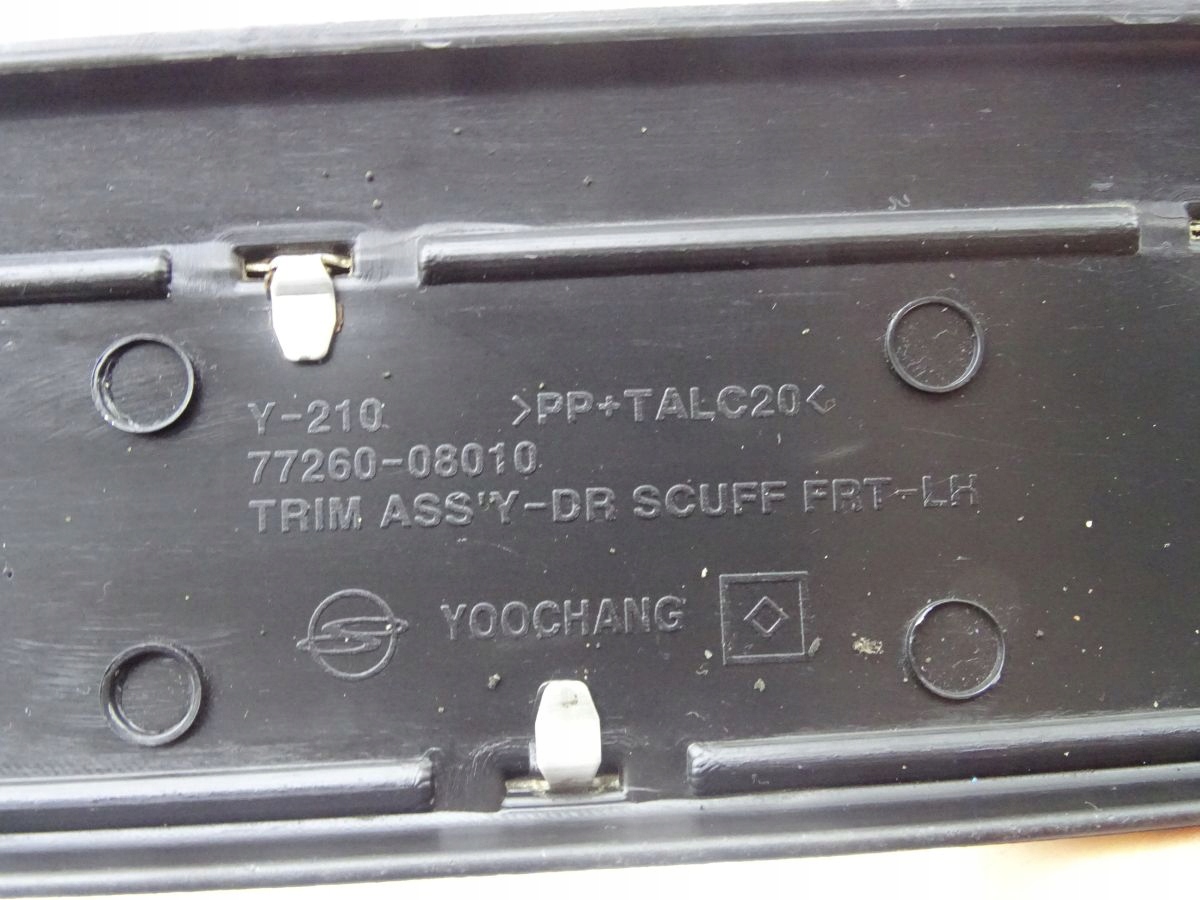 Y-210 >PP+TALC20<
77260-08010
TRIM ASS'Y-DR SCUFF FRT-LH
YOOCHANG